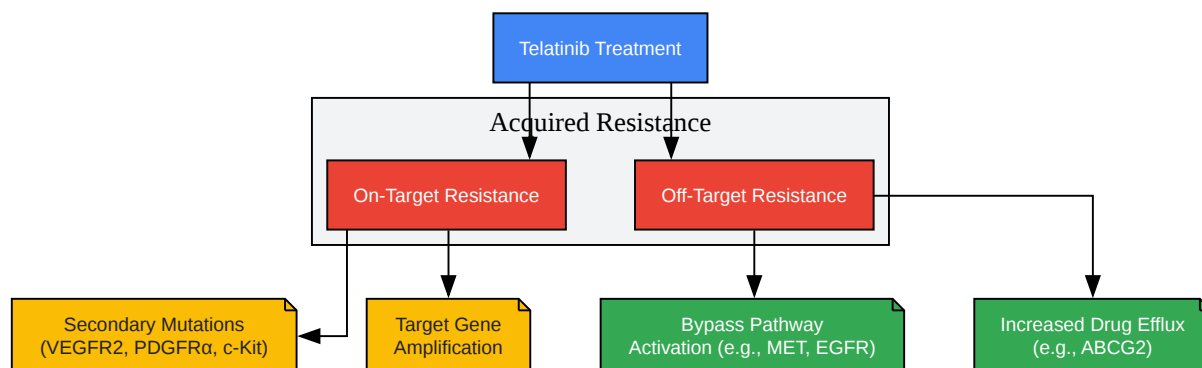 Telatinib Treatment
Acquired Resistance
On-Target Resistance
Off-Target Resistance
Secondary Mutations
(VEGFR2, PDGFRα, c-Kit)
Target Gene
Amplification
Bypass Pathway
Activation (e.g., MET, EGFR)
Increased Drug Efflux
(e.g., ABCG2)